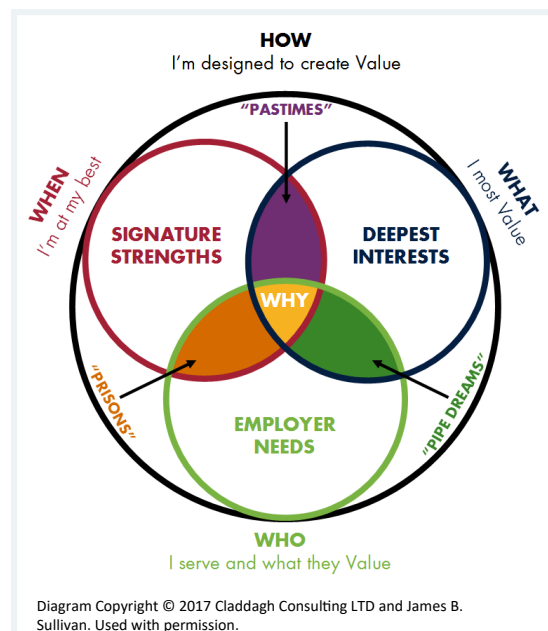 HOW
I'm designed to create Value
"PASTIMES"
WHEN
I'm at my best
WHAT
I most Value
SIGNATURE
STRENGTHS
DEEPEST
INTERESTS
WHY
"PRISONS"
"PIPE DREAMS"
EMPLOYER
NEEDS
WHO
I serve and what they Value
Diagram Copyright © 2017 Claddagh Consulting LTD and James B.
Sullivan. Used with permission.